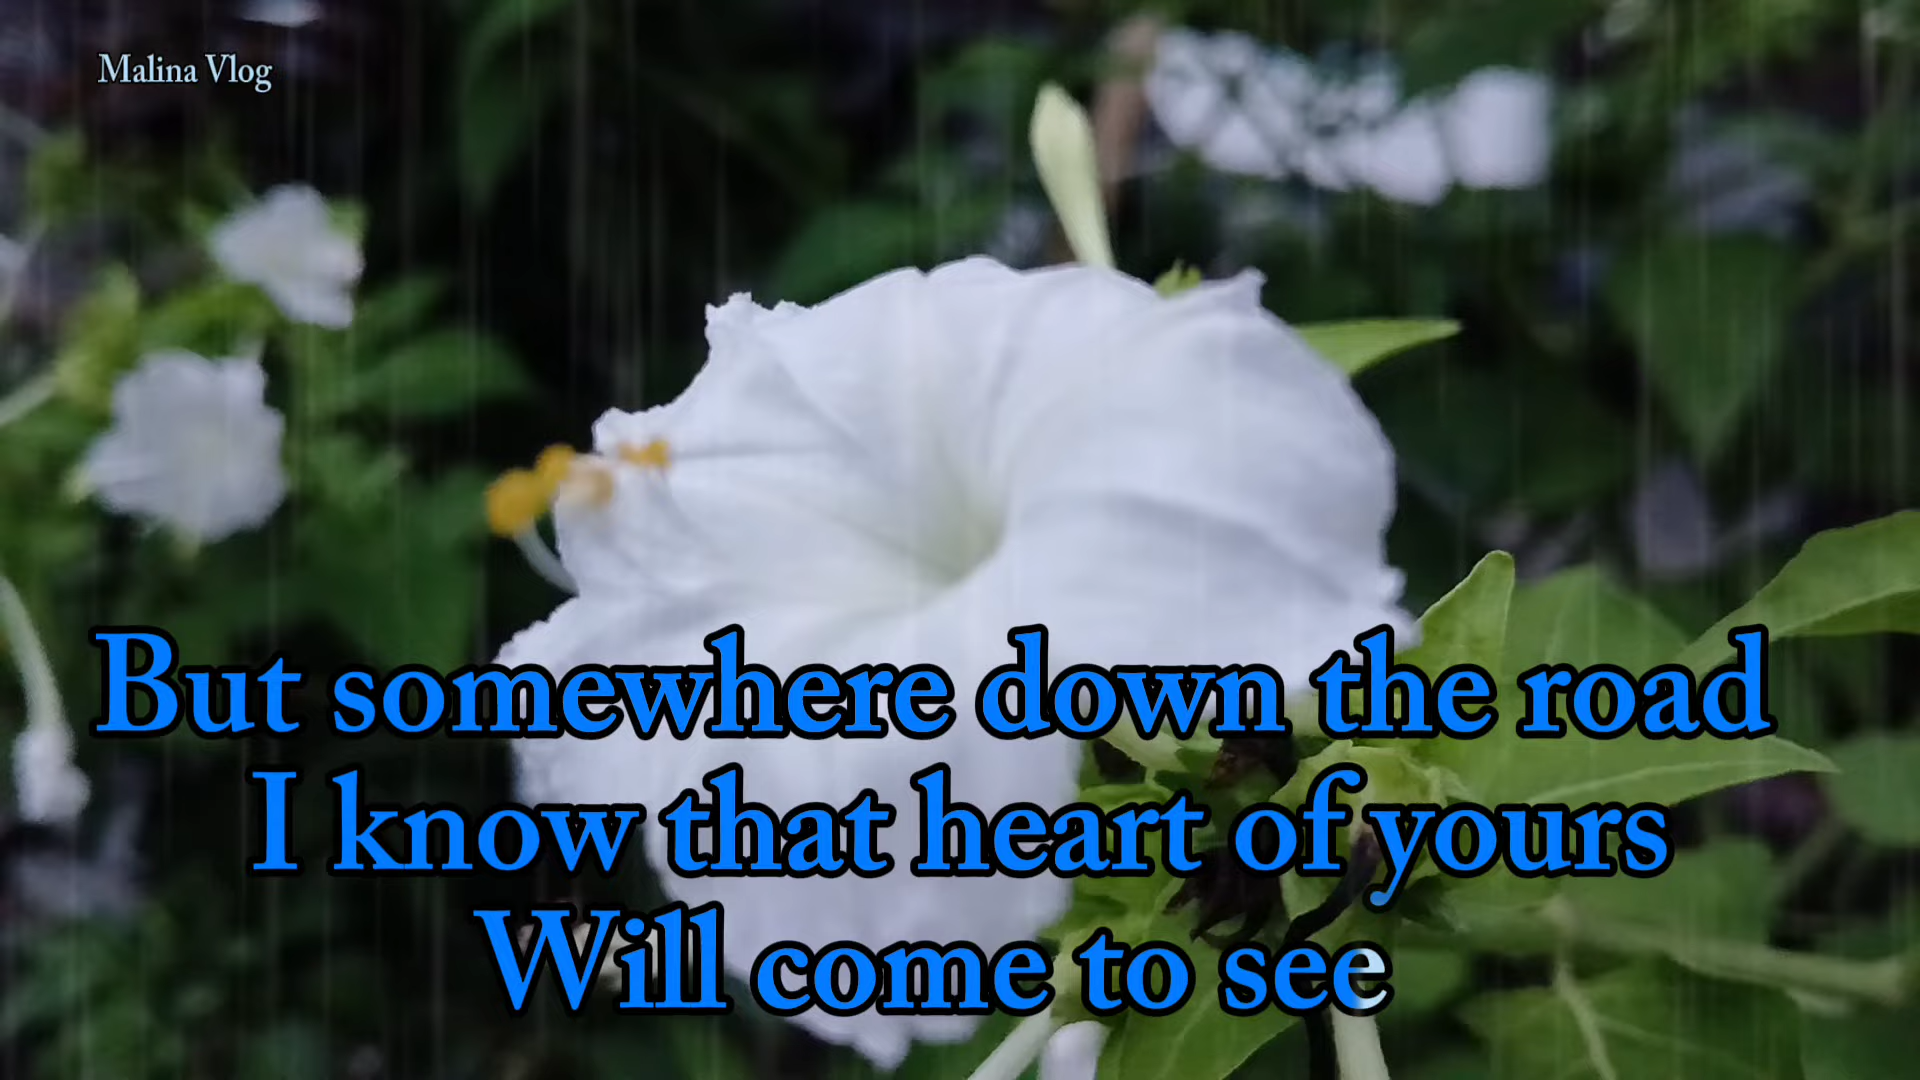 Malina Vlog
But somewhere down the road
I know that heart of yours
Will come to see